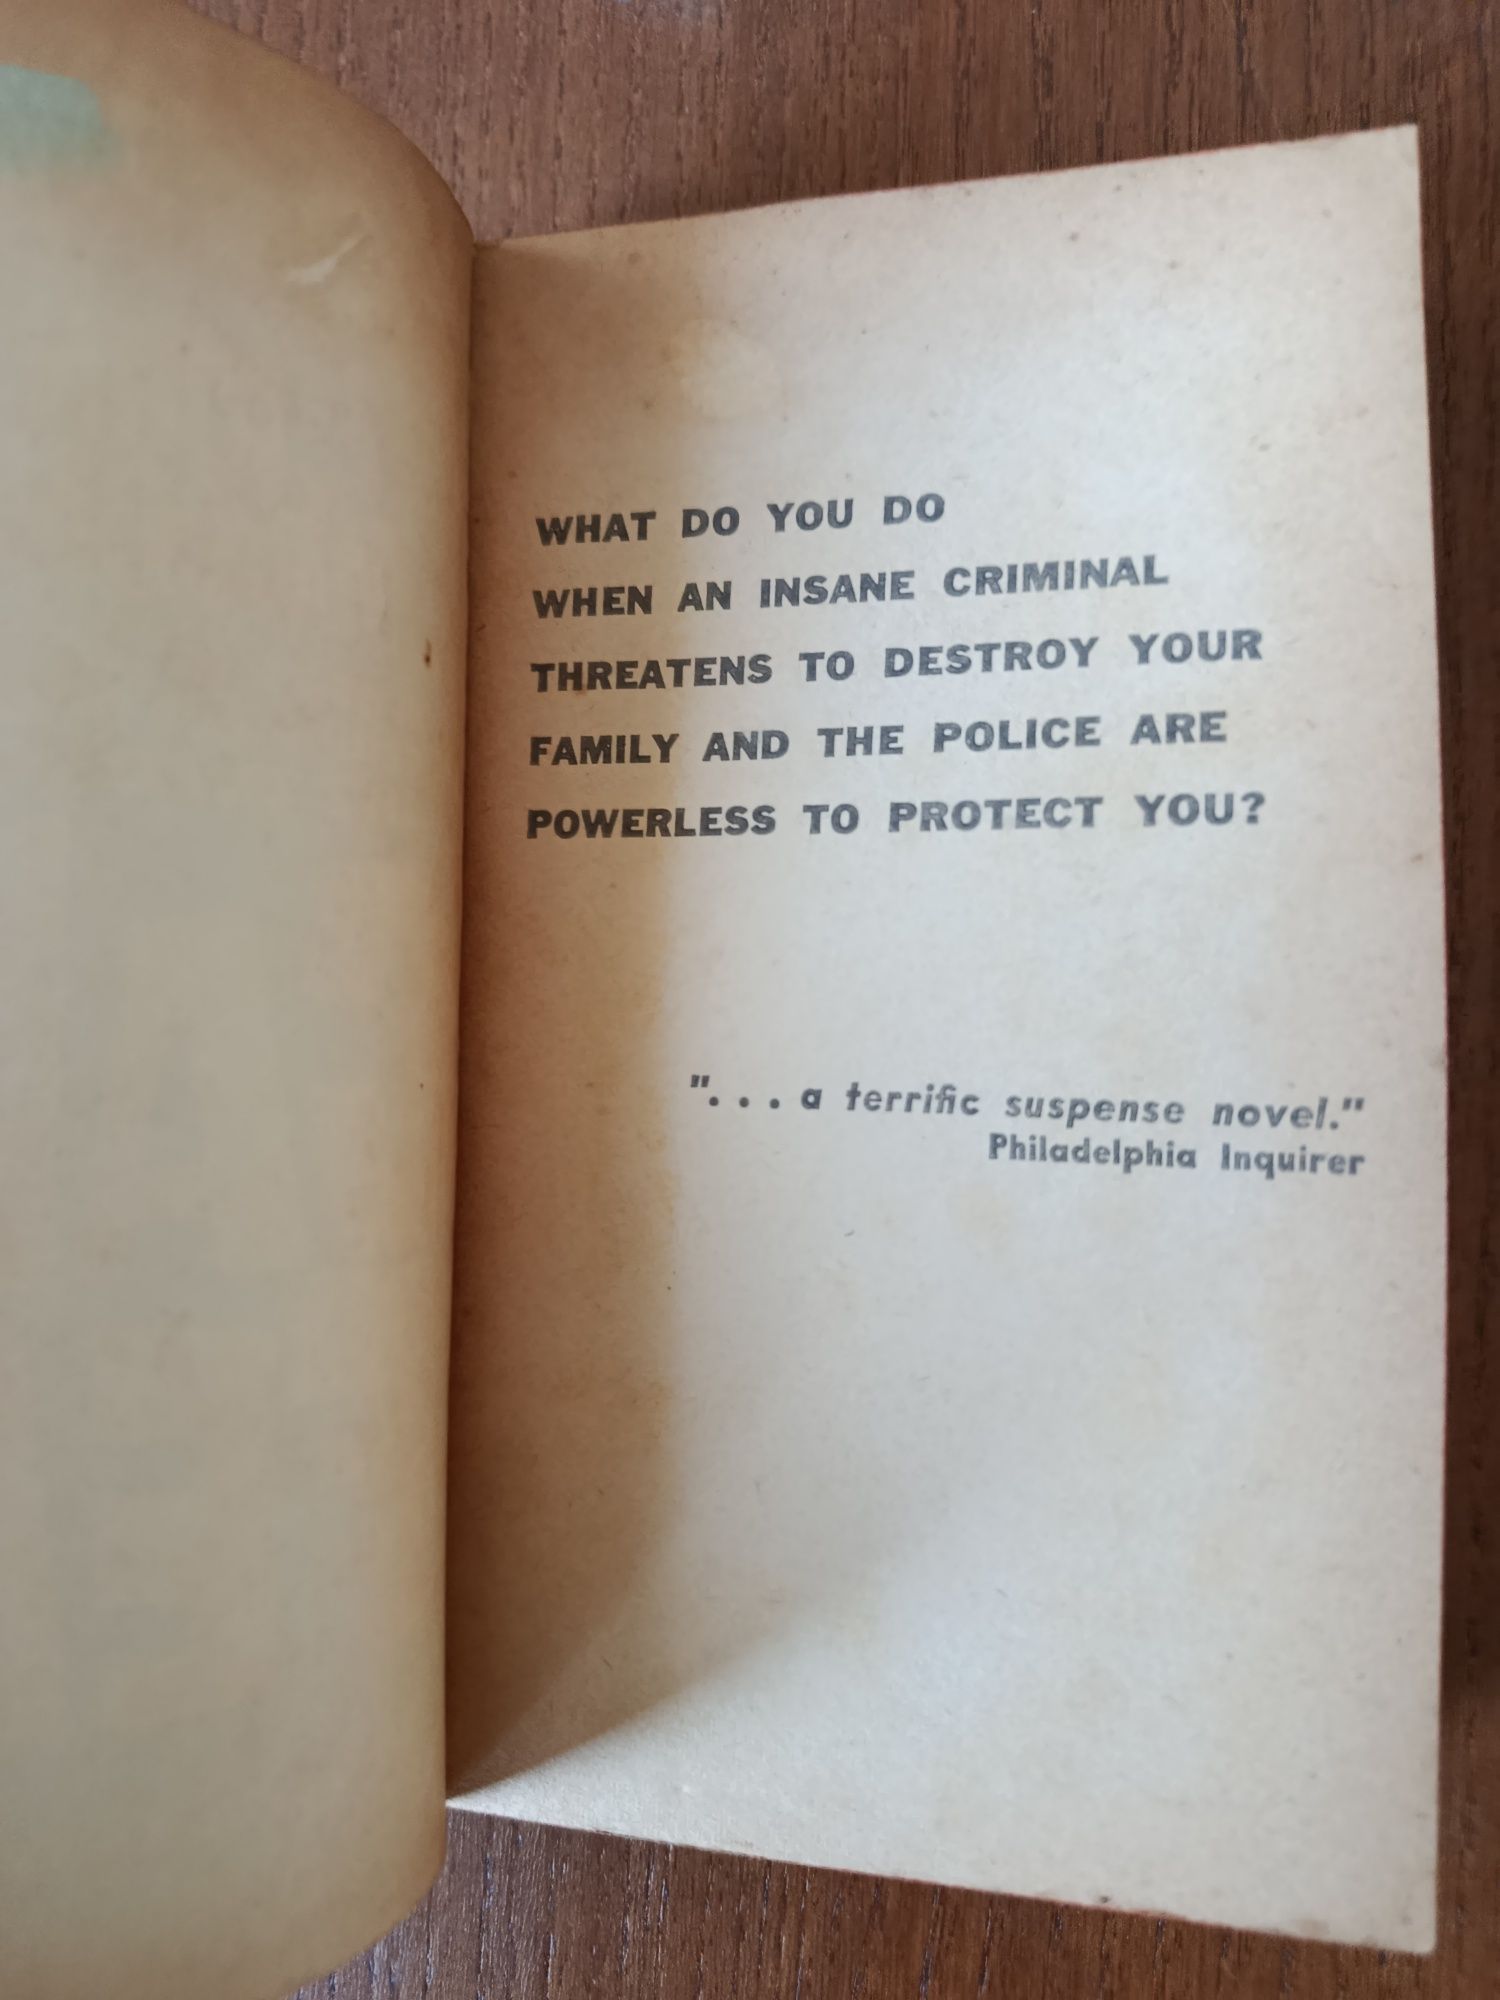 WHAT DO YOU DO
WHEN AN INSANE CRIMINAL
THREATENS TO DESTROY YOUR
FAMILY AND THE POLICE ARE
POWERLESS TO PROTECT YOU?
". . . a terrific suspense novel."
Philadelphia Inquirer